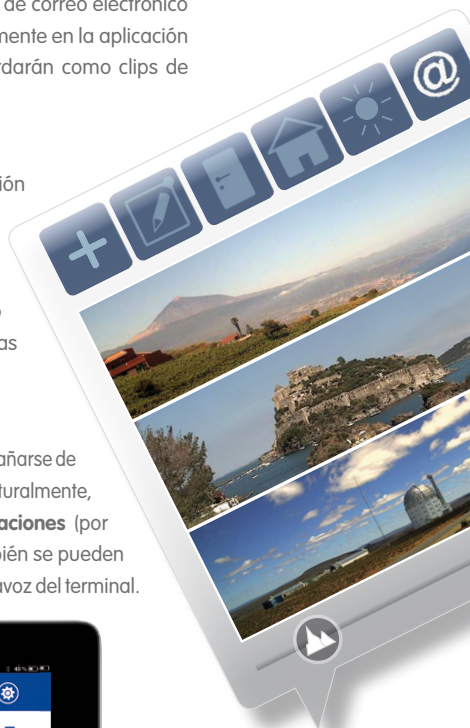 de correo electrónico
mente en la aplicación
rdarán como clips de
ión
as
añarse de
turalmente,
aciones (por
bién se pueden
avoz del terminal.
@